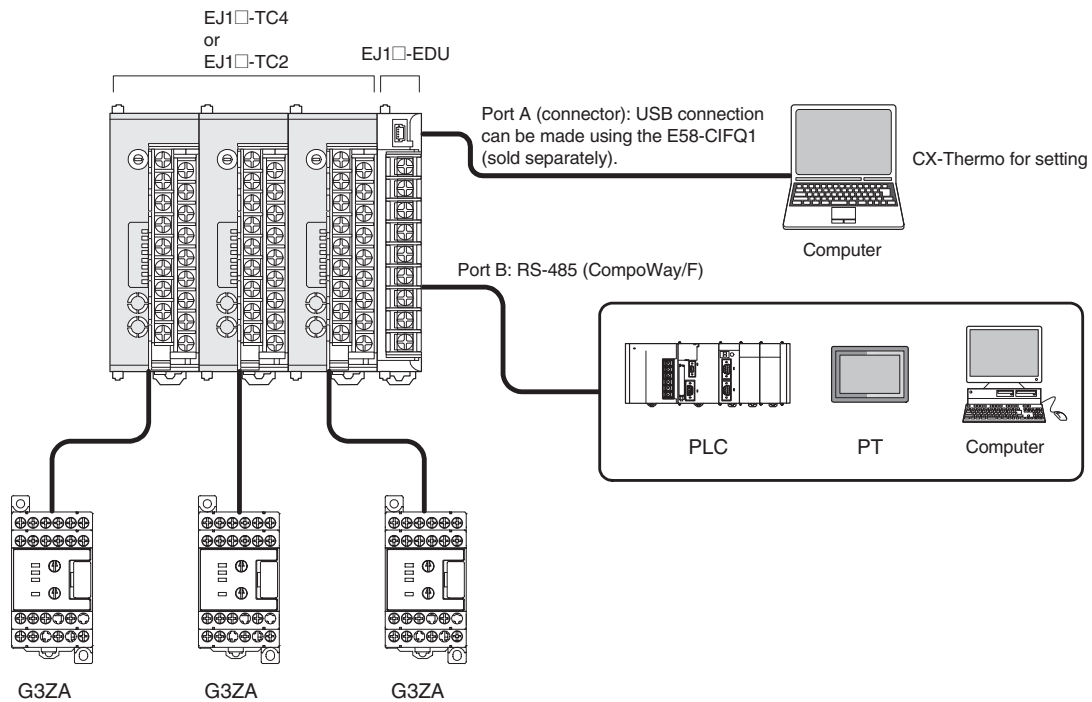 EJ1□-TC4
or
EJ1□-TC2
EJ1□-EDU
Port A (connector): USB connection
can be made using the E58-CIFQ1
(sold separately).
CX-Thermo for setting
Computer
Port B: RS-485 (CompoWay/F)
PLC
PT
Computer
G3ZA
G3ZA
G3ZA